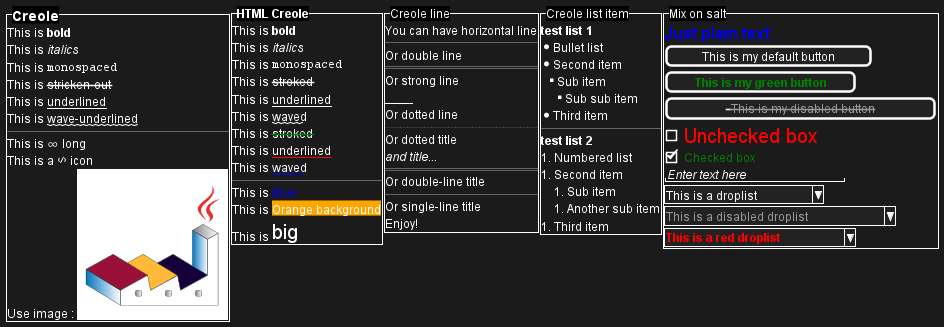 Creole
This is bold
This is italics
This is monospaced
This is stricken-out
This is underlined
This is wave-underlined
This is ∞ long
This is a ᔕ icon
Use image :
HTML Creole
This is bold
This is italics
This is monospaced
This is stroked
This is underlined
This is waved
This is stroked
This is underlined
This is waved
This is Blue
This is Orange background
This is big
Creole line
You can have horizontal line
Or double line
Or strong line
Or dotted line
Or dotted title
and title...
Or double-line title
Or single-line title
Enjoy!
Creole list item
test list 1
• Bullet list
• Second item
▪ Sub item
▪ Sub sub item
• Third item
test list 2
1. Numbered list
1. Second item
1. Sub item
1. Another sub item
1. Third item
Mix on salt
Just plain text
This is my default button
This is my green button
This is my disabled button
Unchecked box
Checked box
Enter text here
This is a droplist
This is a disabled droplist
This is a red droplist